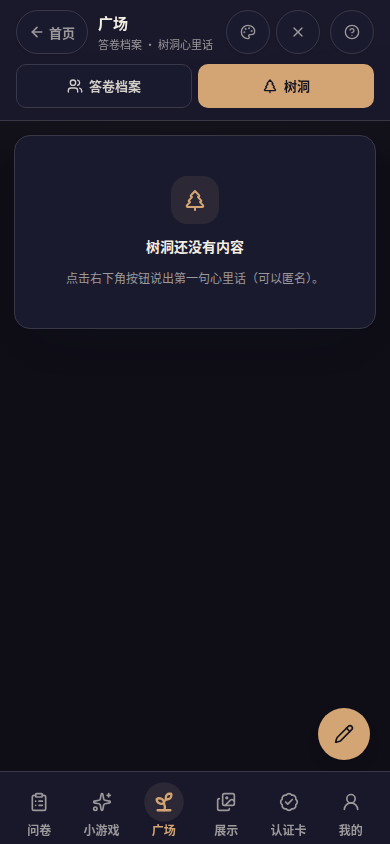 首页
广场
答卷档案 · 树洞心里话
答卷档案
树洞
树洞还没有内容
点击右下角按钮说出第一句心里话（可以匿名）。
问卷
小游戏
广场
展示
认证卡
我的